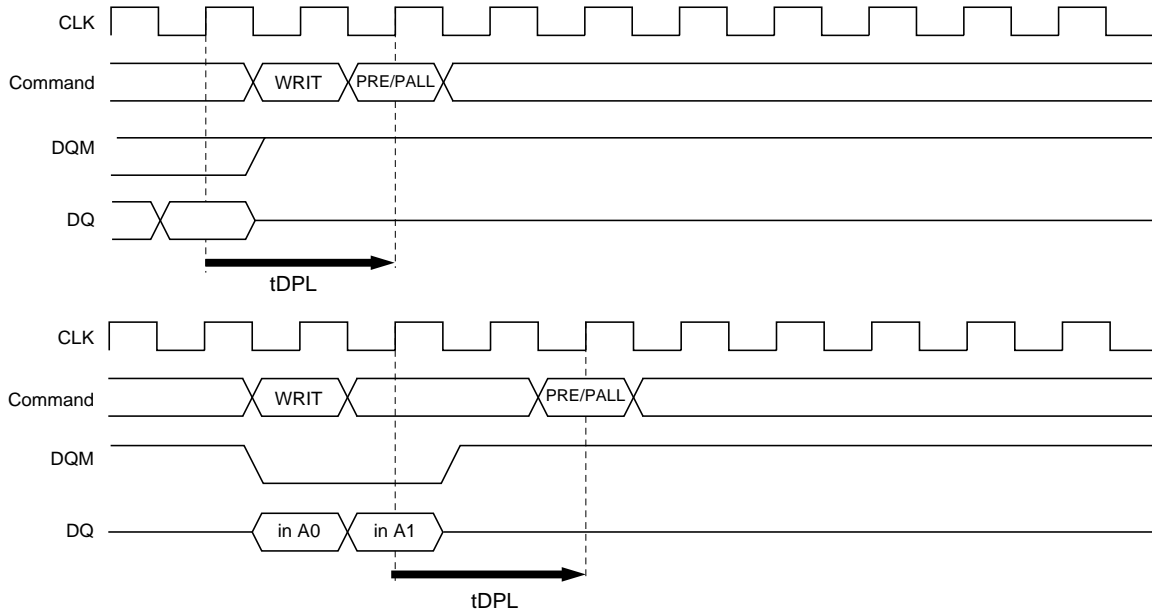 CLK
Command WRIT PRE/PALL
DQM
DQ
tDPL
CLK
Command WRIT PRE/PALL
DQM
DQ in A0 in A1
tDPL